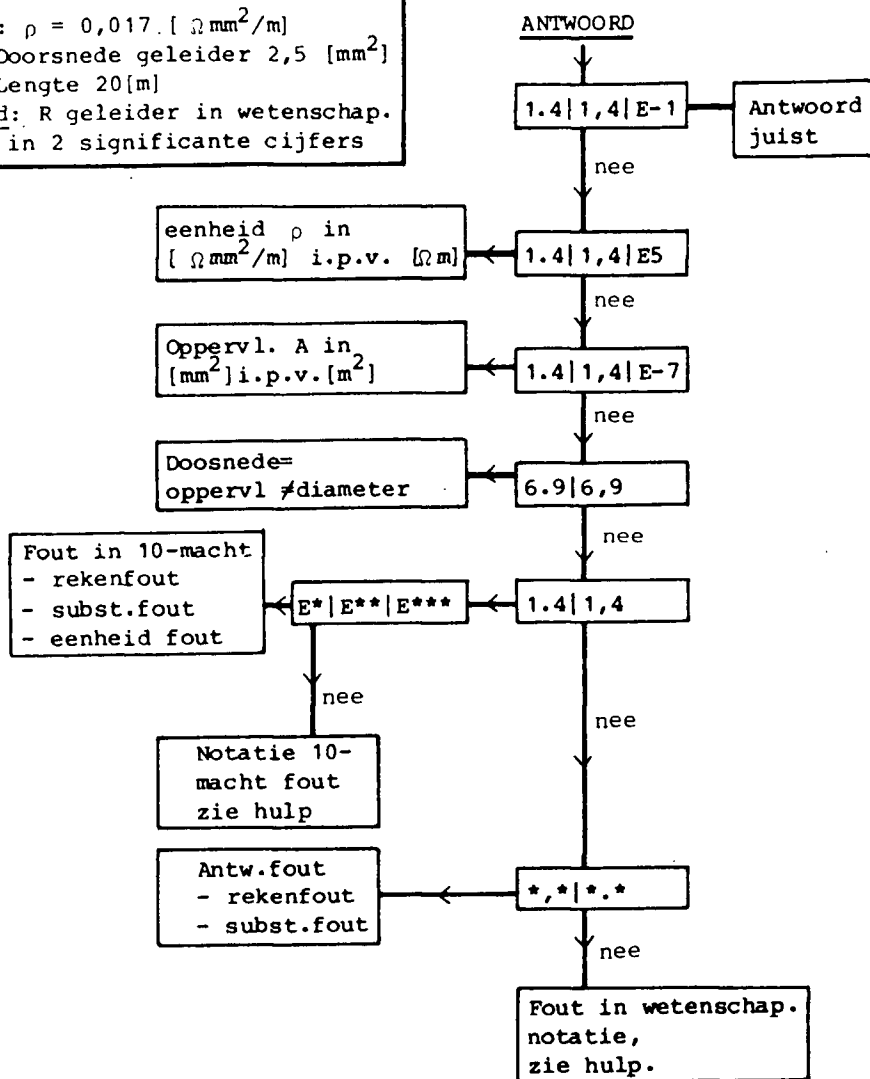 : ρ = 0,017.[ Ωmm²/m]
Doorsnede geleider 2,5 [mm²]
Lengte 20[m]
d: R geleider in wetenschap.
in 2 significante cijfers
ANTWOORD
1.4|1,4|E-1
Antwoord
juist
nee
eenheid ρ in
[ Ωmm²/m] i.p.v. [Ωm]
1.4|1,4|E5
nee
Oppervl. A in
[mm²]i.p.v.[m²]
1.4|1,4|E-7
nee
Doosnede=
oppervl ≠diameter
6.9|6,9
nee
Fout in 10-macht
- rekenfout
- subst.fout
- eenheid fout
E*|E**|E***
1.4|1,4
nee
nee
Notatie 10-
macht fout
zie hulp
Antw.fout
- rekenfout
- subst.fout
*,*|*.*
nee
Fout in wetenschap.
notatie,
zie hulp.